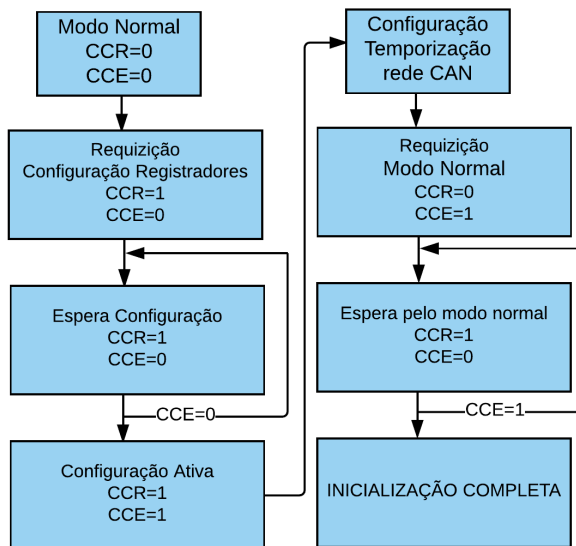 Modo Normal
CCR=0
CCE=0
Requizição
Configuração Registradores
CCR=1
CCE=0
Espera Configuração
CCR=1
CCE=0
CCE=0
Configuração Ativa
CCR=1
CCE=1
Configuração
Temporização
rede CAN
Requizição
Modo Normal
CCR=0
CCE=1
Espera pelo modo normal
CCR=1
CCE=0
CCE=1
INICIALIZAÇÃO COMPLETA